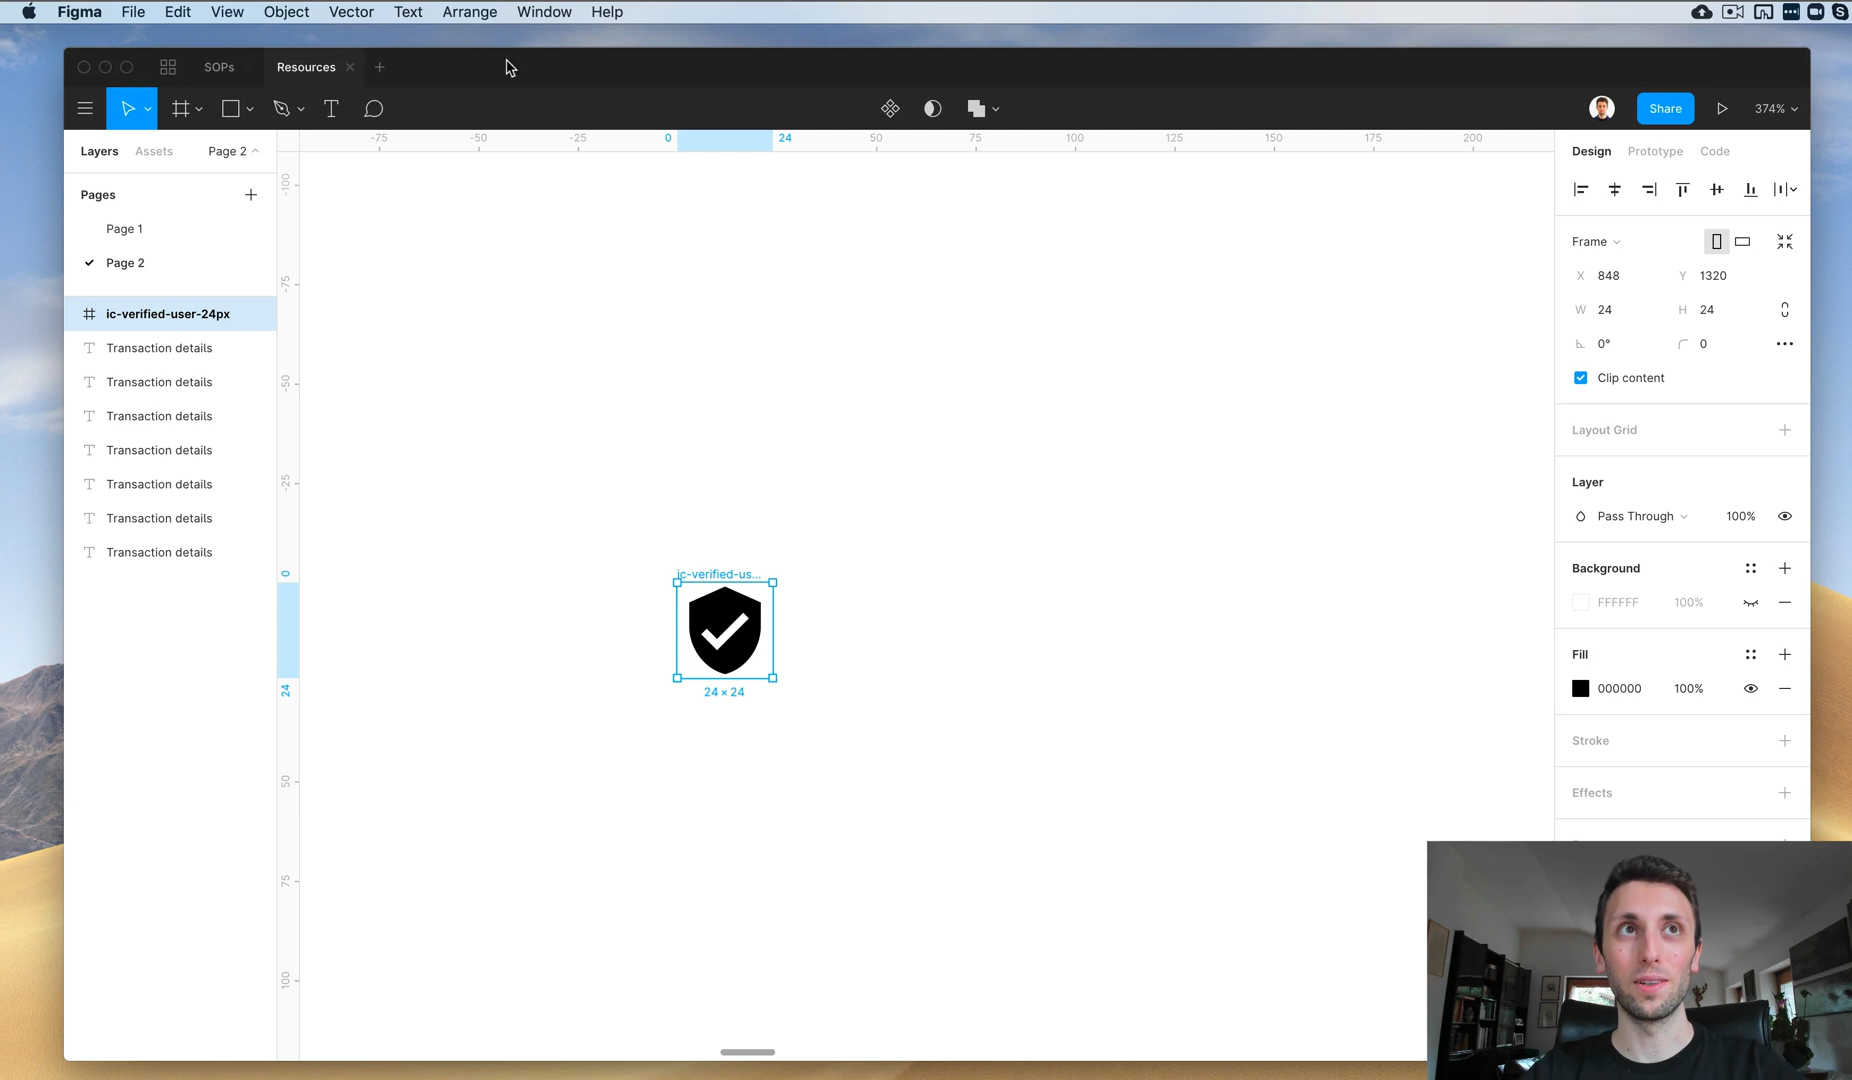 Figma File Edit View Object Vector Text Arrange Window Help
SOPs Resources
Share 374%
Layers Assets Page 2
Pages
Page 1
Page 2
ic-verified-user-24px
Transaction details
Transaction details
Transaction details
Transaction details
Transaction details
Transaction details
Transaction details
-75 -50 -25 0 24 50 75 100 125 150 175 200
-100
-75
-50
-25
0
24
50
75
100
ic-verified-us...
24 × 24
Design Prototype Code
Frame
X 848 Y 1320
W 24 H 24
0° 0
Clip content
Layout Grid
Layer
Pass Through 100%
Background
FFFFFF 100%
Fill
000000 100%
Stroke
Effects